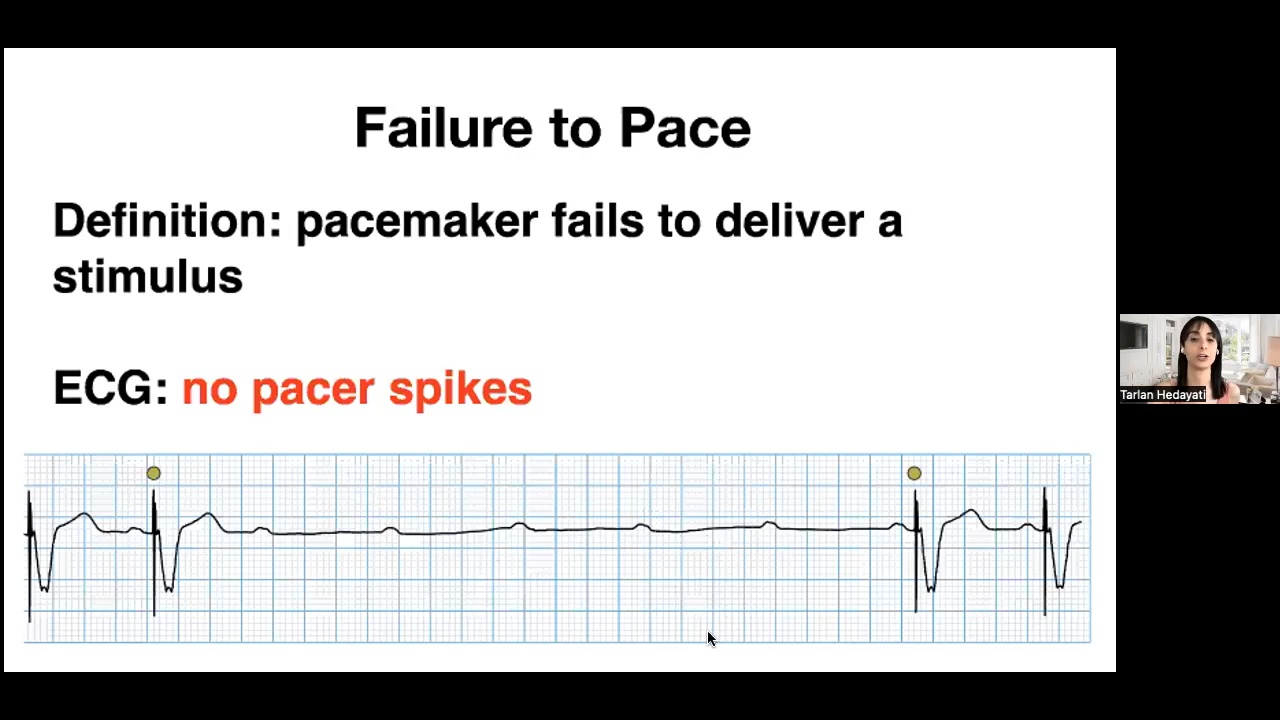 Failure to Pace
Definition: pacemaker fails to deliver a
stimulus
ECG: no pacer spikes
Tarlan Hedayati